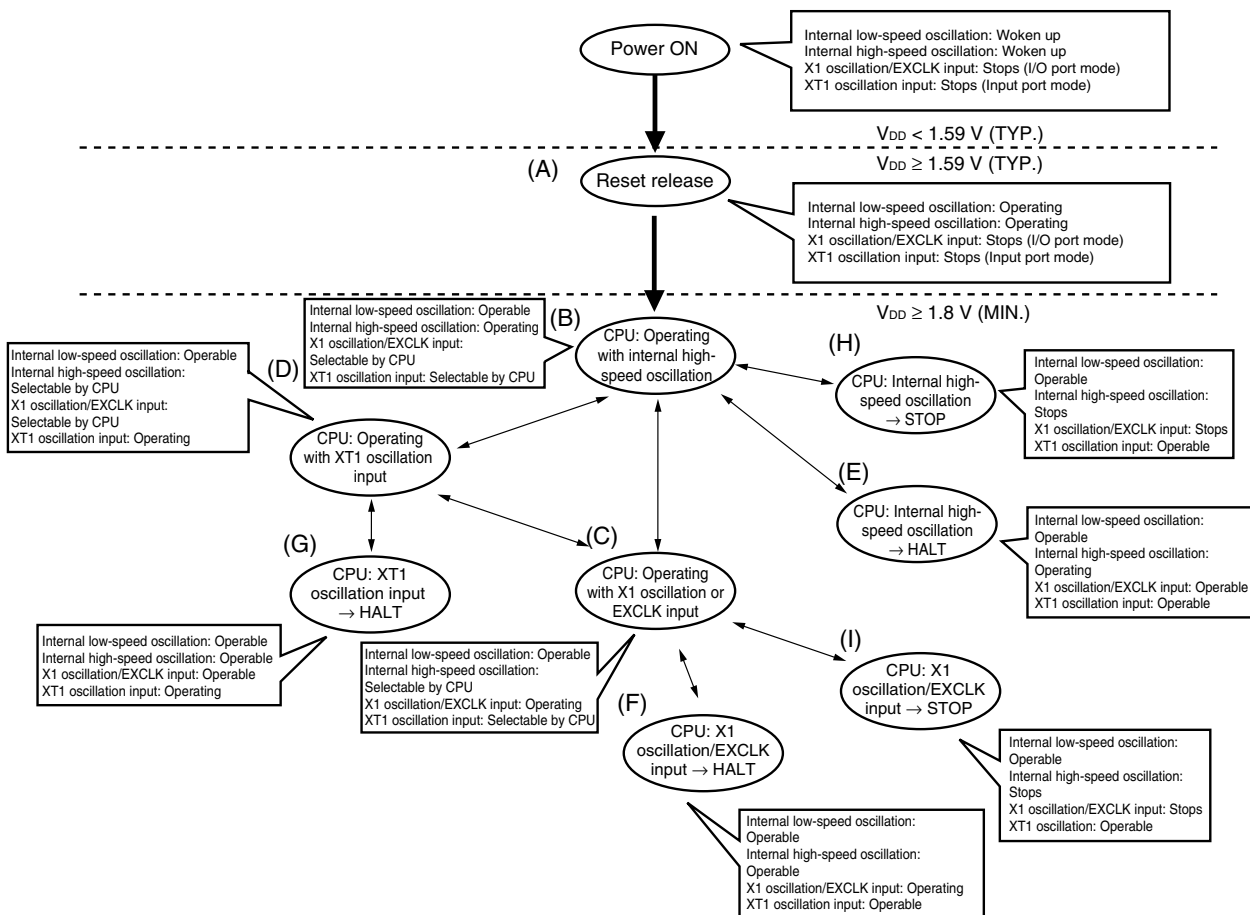 Power ON
Internal low-speed oscillation: Woken up
Internal high-speed oscillation: Woken up
X1 oscillation/EXCLK input: Stops (I/O port mode)
XT1 oscillation input: Stops (Input port mode)
VDD < 1.59 V (TYP.)
VDD ≥ 1.59 V (TYP.)
(A)
Reset release
Internal low-speed oscillation: Operating
Internal high-speed oscillation: Operating
X1 oscillation/EXCLK input: Stops (I/O port mode)
XT1 oscillation input: Stops (Input port mode)
VDD ≥ 1.8 V (MIN.)
Internal low-speed oscillation: Operable
Internal high-speed oscillation: Operating
X1 oscillation/EXCLK input:
Selectable by CPU
XT1 oscillation input: Selectable by CPU
(B)
CPU: Operating
with internal high-
speed oscillation
(H)
CPU: Internal high-
speed oscillation
→ STOP
Internal low-speed oscillation:
Operable
Internal high-speed oscillation:
Stops
X1 oscillation/EXCLK input: Stops
XT1 oscillation input: Operable
Internal low-speed oscillation: Operable
Internal high-speed oscillation:
Selectable by CPU
X1 oscillation/EXCLK input:
Selectable by CPU
XT1 oscillation input: Operating
(D)
CPU: Operating
with XT1 oscillation
input
(E)
CPU: Internal high-
speed oscillation
→ HALT
Internal low-speed oscillation:
Operable
Internal high-speed oscillation:
Operating
X1 oscillation/EXCLK input: Operable
XT1 oscillation input: Operable
(G)
CPU: XT1
oscillation input
→ HALT
Internal low-speed oscillation: Operable
Internal high-speed oscillation: Operable
X1 oscillation/EXCLK input: Operable
XT1 oscillation input: Operating
(C)
CPU: Operating
with X1 oscillation or
EXCLK input
Internal low-speed oscillation: Operable
Internal high-speed oscillation:
Selectable by CPU
X1 oscillation/EXCLK input: Operating
XT1 oscillation input: Selectable by CPU
(I)
CPU: X1
oscillation/EXCLK
input → STOP
Internal low-speed oscillation:
Operable
Internal high-speed oscillation:
Stops
X1 oscillation/EXCLK input: Stops
XT1 oscillation: Operable
(F)
CPU: X1
oscillation/EXCLK
input → HALT
Internal low-speed oscillation:
Operable
Internal high-speed oscillation:
Operable
X1 oscillation/EXCLK input: Operating
XT1 oscillation input: Operable